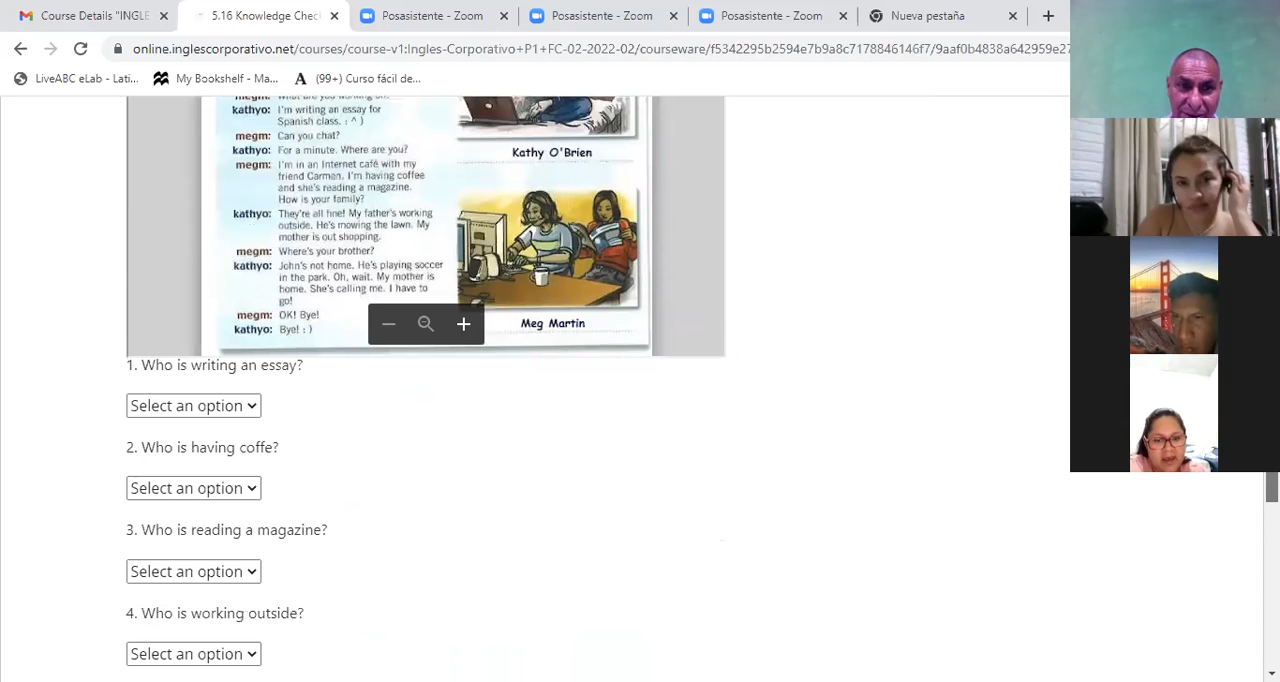 Course Details "INGLE
5.16 Knowledge Chec
Posasistente - Zoom
Posasistente - Zoom
Posasistente - Zoom
Nueva pestaña
online.inglescorporativo.net/courses/course-v1:Ingles-Corporativo+P1+FC-02-2022-02/courseware/f5342295b2594e7b9a8c7178846146f7/9aaf0b4838a642959e27
LiveABC eLab - Lati...
My Bookshelf - Ma...
(99+) Curso fácil de...
megm: What are you working on?
kathyo: I'm writing an essay for
Spanish class. : ^ )
megm: Can you chat?
kathyo: For a minute. Where are you?
megm: I'm in an Internet café with my
friend Carmen. I'm having coffee
and she's reading a magazine.
How is your family?
kathyo: They're all fine! My father's working
outside. He's mowing the lawn. My
mother is out shopping.
megm: Where's your brother?
kathyo: John's not home. He's playing soccer
in the park. Oh, wait. My mother is
home. She's calling me. I have to
go!
megm: OK! Bye!
kathyo: Bye! : )
Kathy O'Brien
Meg Martin
1. Who is writing an essay?
Select an option
2. Who is having coffe?
Select an option
3. Who is reading a magazine?
Select an option
4. Who is working outside?
Select an option